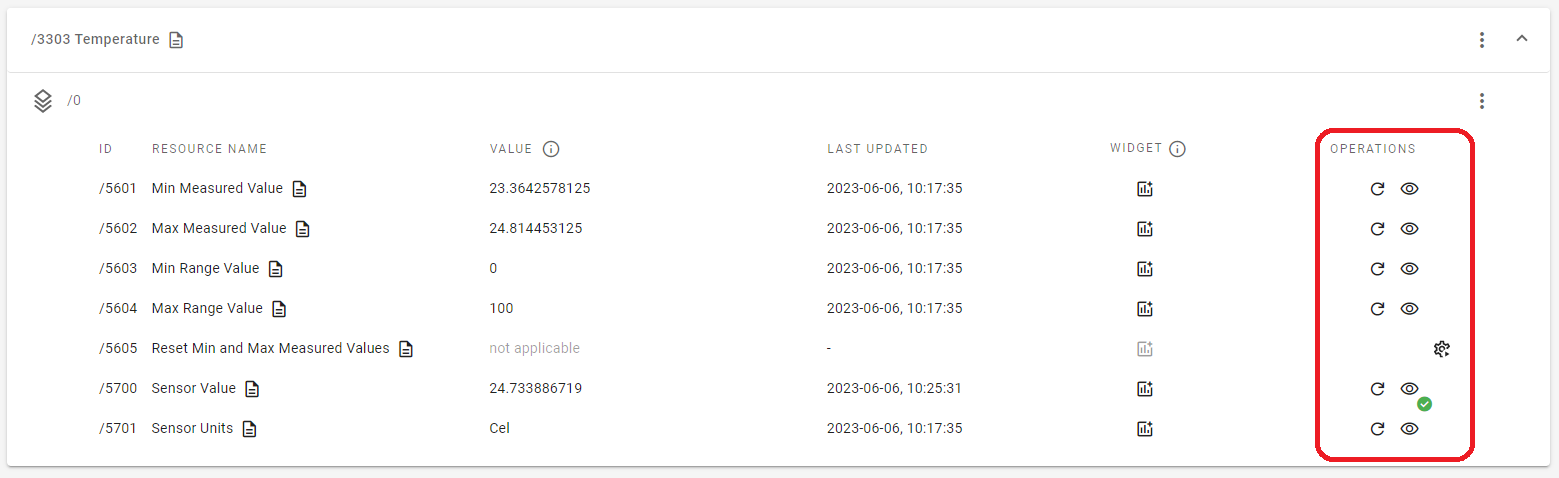 /3303 Temperature
/0
ID RESOURCE NAME VALUE LAST UPDATED WIDGET OPERATIONS
/5601 Min Measured Value 23.3642578125 2023-06-06, 10:17:35
/5602 Max Measured Value 24.814453125 2023-06-06, 10:17:35
/5603 Min Range Value 0 2023-06-06, 10:17:35
/5604 Max Range Value 100 2023-06-06, 10:17:35
/5605 Reset Min and Max Measured Values not applicable -
/5700 Sensor Value 24.733886719 2023-06-06, 10:25:31
/5701 Sensor Units Cel 2023-06-06, 10:17:35